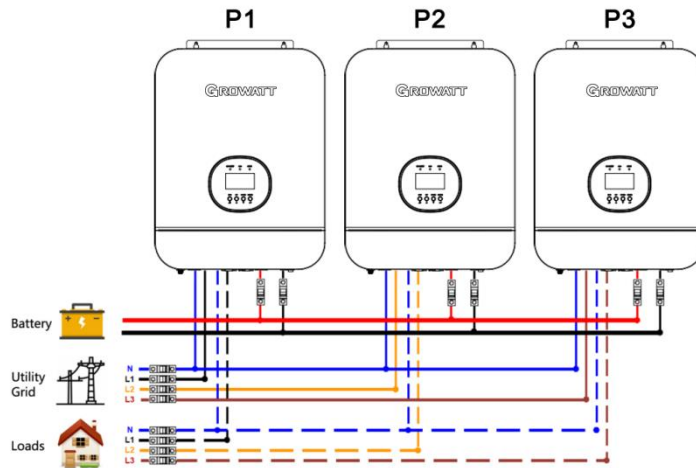 P1 P2 P3
GROWATT GROWATT GROWATT
Battery
Utility
Grid
N
L1
L2
L3
Loads
N
L1
L2
L3